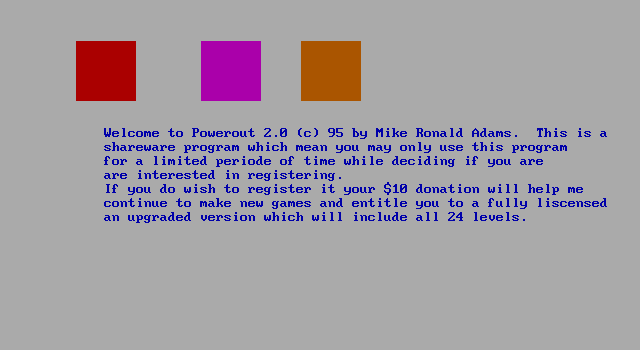 Welcome to Powerout 2.0 (c) 95 by Mike Ronald Adams.  This is a
shareware program which mean you may only use this program
for a limited periode of time while deciding if you are
are interested in registering.
If you do wish to register it your $10 donation will help me
continue to make new games and entitle you to a fully liscensed
an upgraded version which will include all 24 levels.